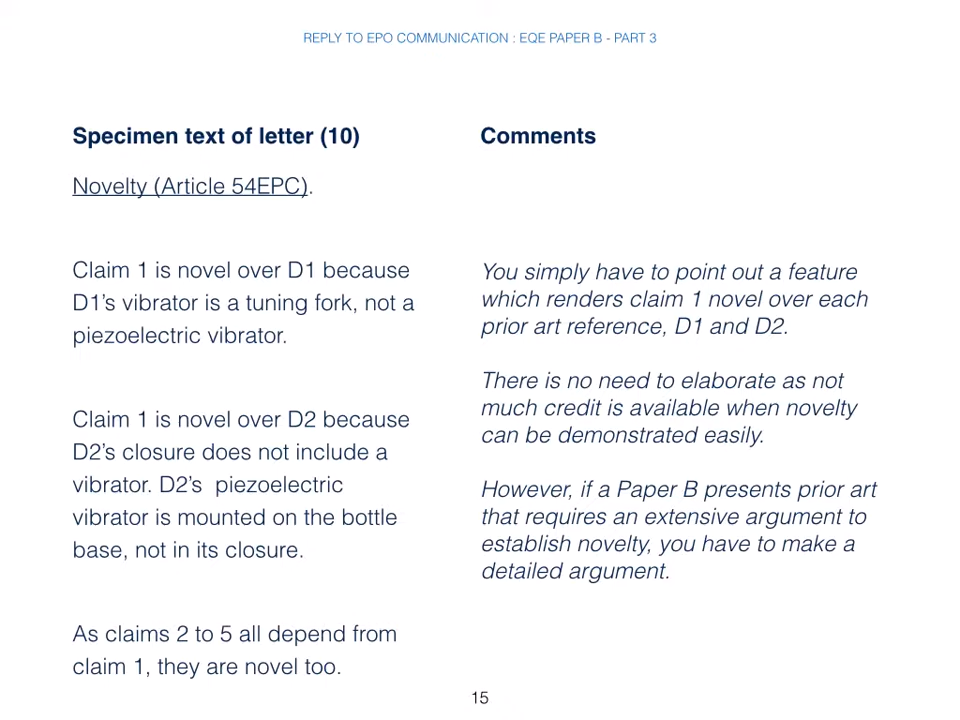 REPLY TO EPO COMMUNICATION : EQE PAPER B - PART 3
Specimen text of letter (10)
Novelty (Article 54EPC).
Claim 1 is novel over D1 because
D1’s vibrator is a tuning fork, not a
piezoelectric vibrator.
Claim 1 is novel over D2 because
D2’s closure does not include a
vibrator. D2’s  piezoelectric
vibrator is mounted on the bottle
base, not in its closure.
As claims 2 to 5 all depend from
claim 1, they are novel too.
Comments
You simply have to point out a feature
which renders claim 1 novel over each
prior art reference, D1 and D2.
There is no need to elaborate as not
much credit is available when novelty
can be demonstrated easily.
However, if a Paper B presents prior art
that requires an extensive argument to
establish novelty, you have to make a
detailed argument.
15